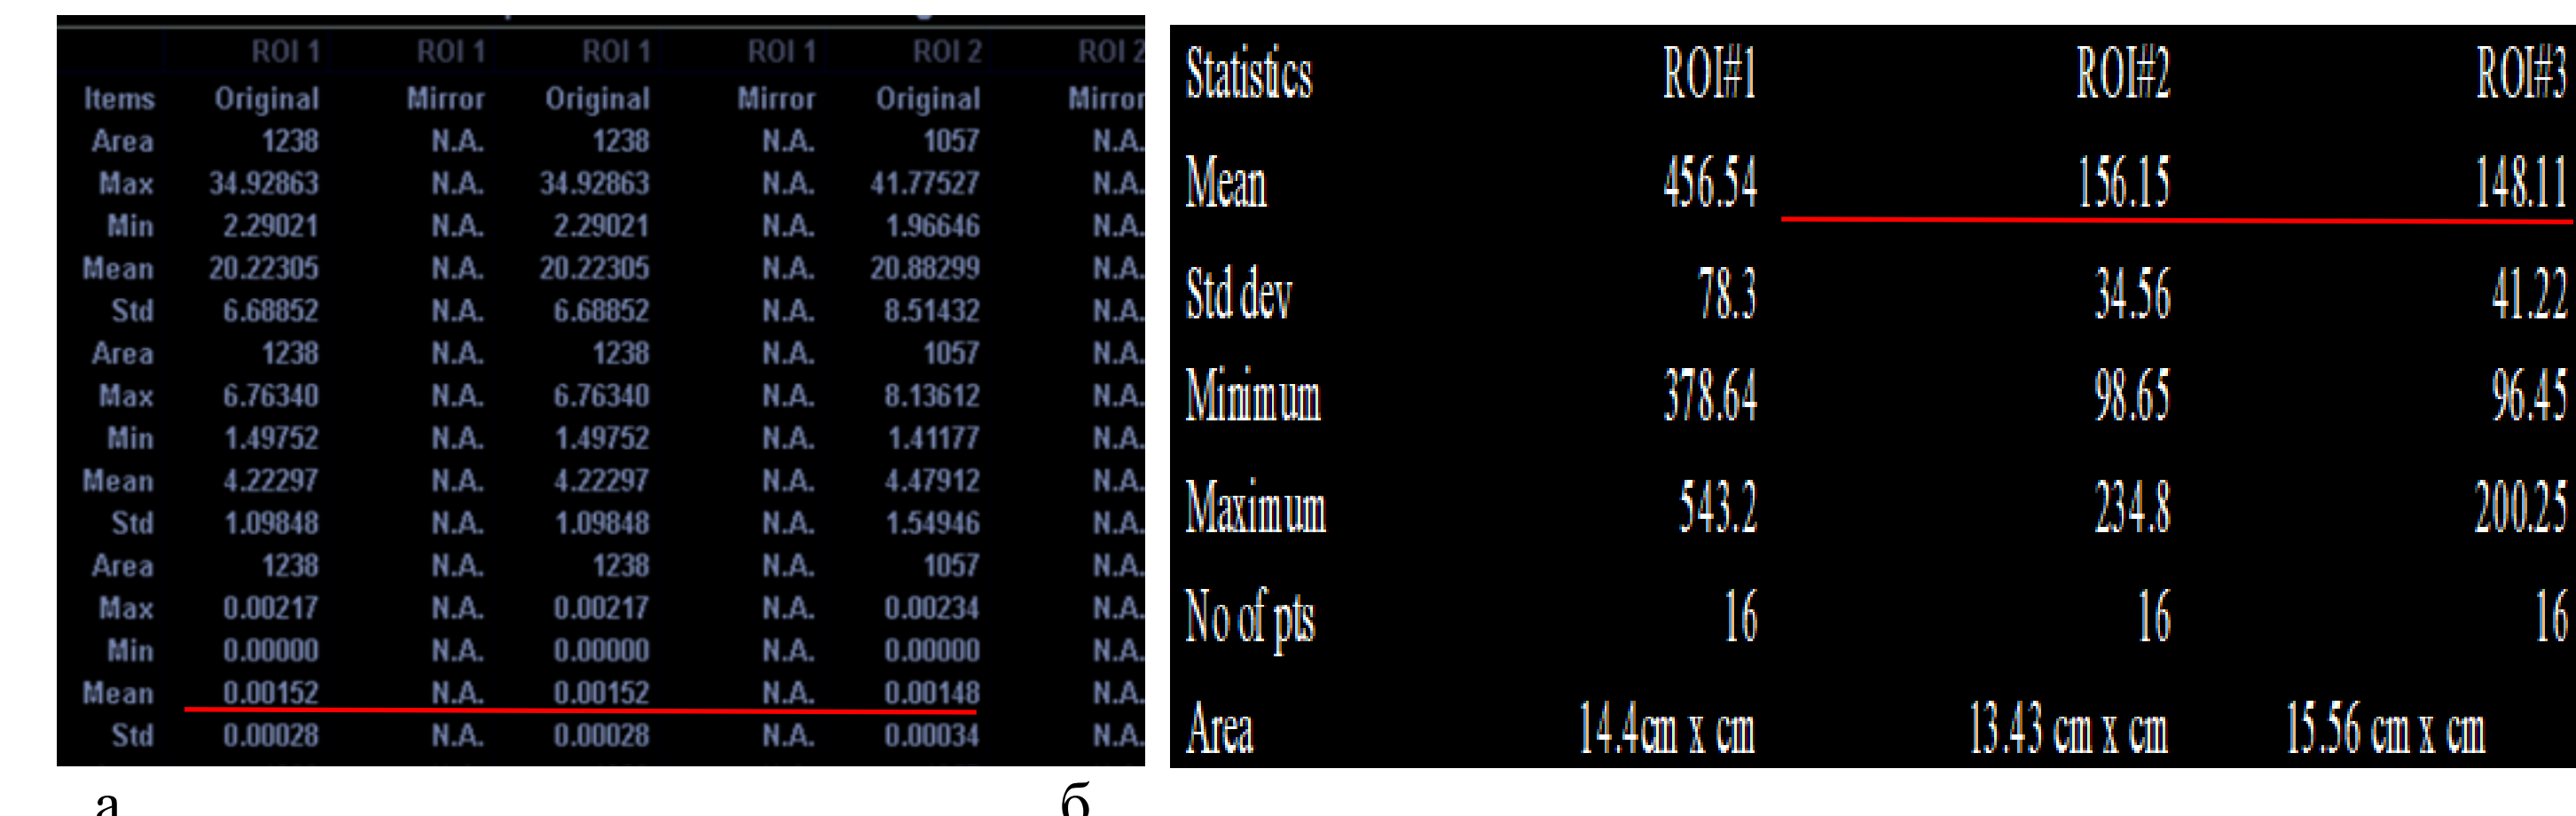 ROI 1 ROI 1 ROI 1 ROI 1 ROI 2 ROI 2
Items Original Mirror Original Mirror Original Mirror
Area 1238 N.A. 1238 N.A. 1057 N.A.
Max 34.92863 N.A. 34.92863 N.A. 41.77527 N.A.
Min 2.29021 N.A. 2.29021 N.A. 1.96646 N.A.
Mean 20.22305 N.A. 20.22305 N.A. 20.88299 N.A.
Std 6.68852 N.A. 6.68852 N.A. 8.51432 N.A.
Area 1238 N.A. 1238 N.A. 1057 N.A.
Max 6.76340 N.A. 6.76340 N.A. 8.13612 N.A.
Min 1.49752 N.A. 1.49752 N.A. 1.41177 N.A.
Mean 4.22297 N.A. 4.22297 N.A. 4.47912 N.A.
Std 1.09848 N.A. 1.09848 N.A. 1.54946 N.A.
Area 1238 N.A. 1238 N.A. 1057 N.A.
Max 0.00217 N.A. 0.00217 N.A. 0.00234 N.A.
Min 0.00000 N.A. 0.00000 N.A. 0.00000 N.A.
Mean 0.00152 N.A. 0.00152 N.A. 0.00148 N.A.
Std 0.00028 N.A. 0.00028 N.A. 0.00034 N.A.
а
Statistics ROI#1 ROI#2 ROI#3
Mean 456.54 156.15 148.11
Std dev 78.3 34.56 41.22
Minimum 378.64 98.65 96.45
Maximum 543.2 234.8 200.25
No of pts 16 16 16
Area 14.4cm x cm 13.43 cm x cm 15.56 cm x cm
б